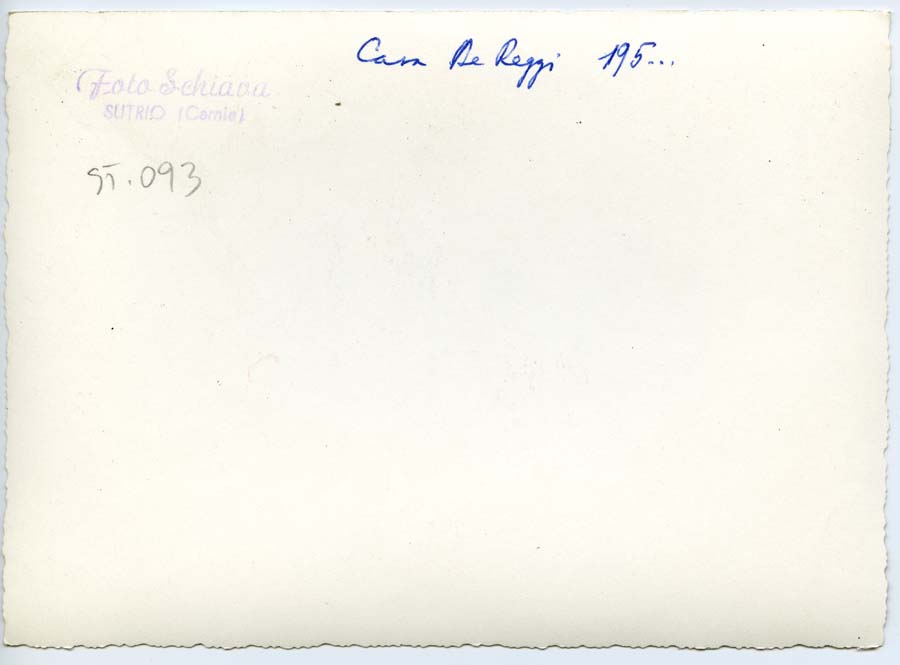 Casa De Reggi 195...
Foto Schiava
SUTRIO (Carnia)
ST.093